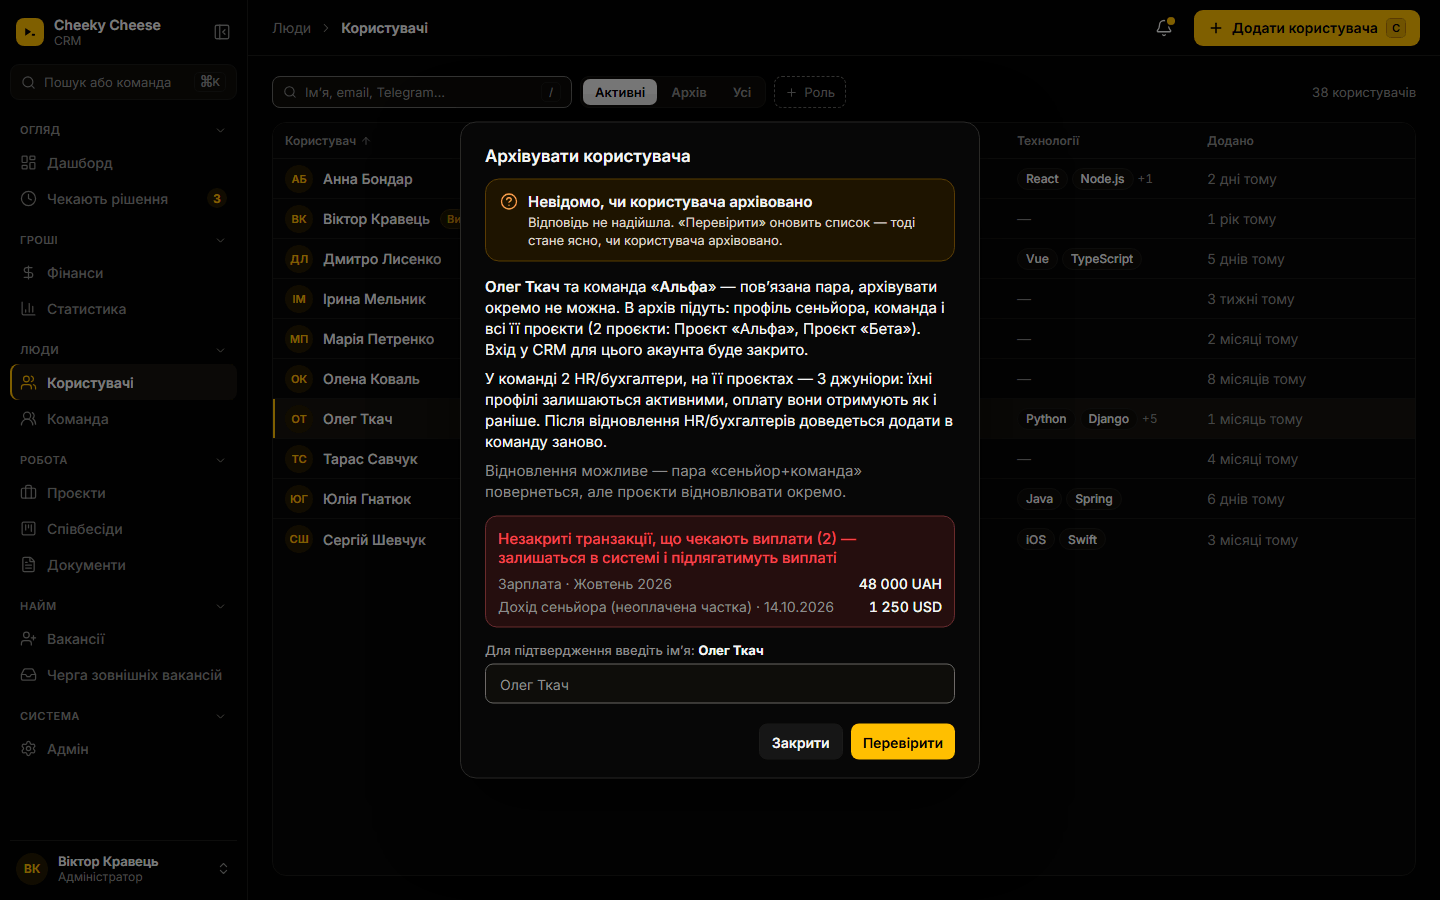 Cheeky Cheese
CRM
Пошук або команда
⌘K
ОГЛЯД
Дашборд
Чекають рішення
3
ГРОШІ
Фінанси
Статистика
ЛЮДИ
Користувачі
Команда
РОБОТА
Проєкти
Співбесіди
Документи
НАЙМ
Вакансії
Черга зовнішніх вакансій
СИСТЕМА
Адмін
ВК
Віктор Кравець
Адміністратор
Люди
Користувачі
+ Додати користувача
C
Ім’я, email, Telegram...
/
Активні
Архів
Усі
+ Роль
38 користувачів
Користувач ↑
Технології
Додано
АБ Анна Бондар React Node.js +1 2 дні тому
ВК Віктор Кравець Ви — 1 рік тому
ДЛ Дмитро Лисенко Vue TypeScript 5 днів тому
ІМ Ірина Мельник — 3 тижні тому
МП Марія Петренко — 2 місяці тому
ОК Олена Коваль — 8 місяців тому
ОТ Олег Ткач Python Django +5 1 місяць тому
ТС Тарас Савчук — 4 місяці тому
ЮГ Юлія Гнатюк Java Spring 6 днів тому
СШ Сергій Шевчук iOS Swift 3 місяці тому
Архівувати користувача
Невідомо, чи користувача архівовано
Відповідь не надійшла. «Перевірити» оновить список — тоді
стане ясно, чи користувача архівовано.
Олег Ткач та команда «Альфа» — пов’язана пара, архівувати
окремо не можна. В архів підуть: профіль сеньйора, команда і
всі її проєкти (2 проєкти: Проєкт «Альфа», Проєкт «Бета»).
Вхід у CRM для цього акаунта буде закрито.
У команді 2 HR/бухгалтери, на її проєктах — 3 джуніори: їхні
профілі залишаються активними, оплату вони отримують як і
раніше. Після відновлення HR/бухгалтерів доведеться додати в
команду заново.
Відновлення можливе — пара «сеньйор+команда»
повернеться, але проєкти відновлювати окремо.
Незакриті транзакції, що чекають виплати (2) —
залишаться в системі і підлягатимуть виплаті
Зарплата · Жовтень 2026 48 000 UAH
Дохід сеньйора (неоплачена частка) · 14.10.2026 1 250 USD
Для підтвердження введіть ім’я: Олег Ткач
Олег Ткач
Закрити
Перевірити